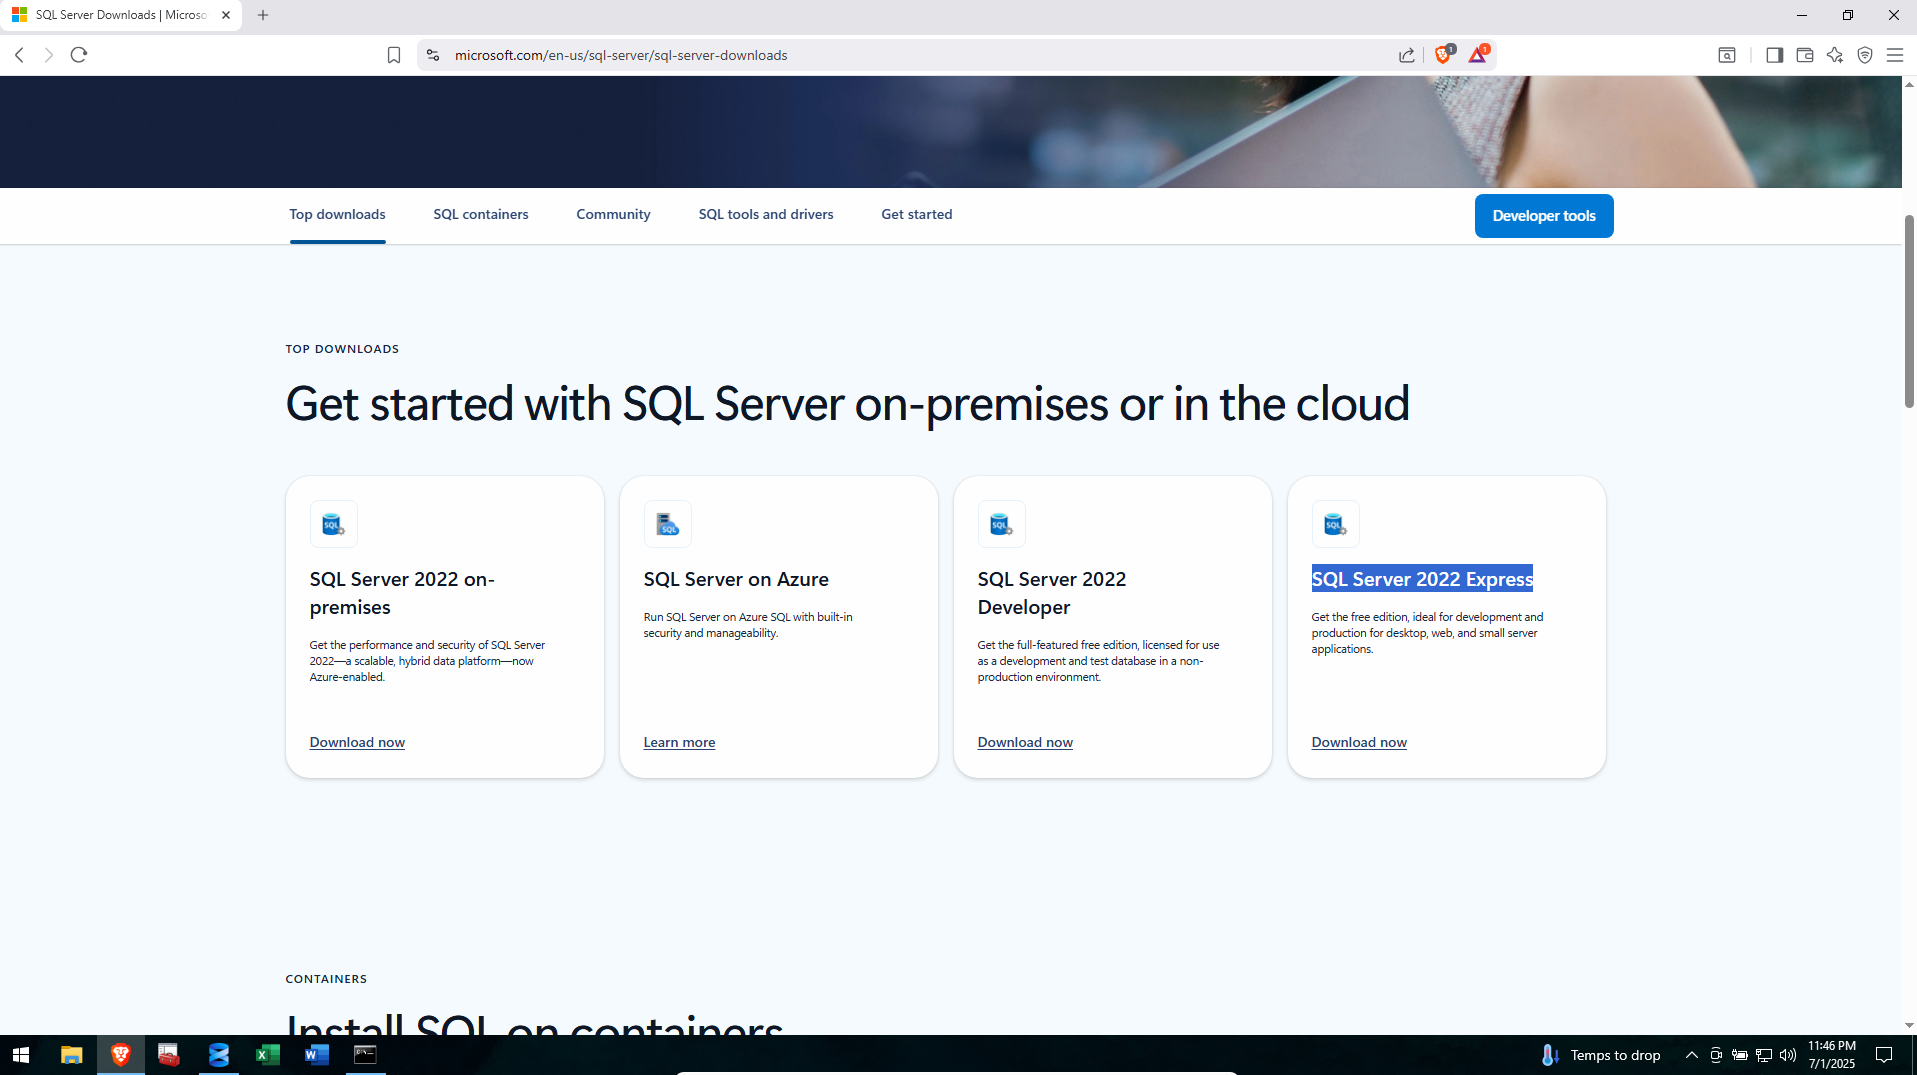 SQL Server Downloads | Microso
microsoft.com/en-us/sql-server/sql-server-downloads
1
1
Top downloads
SQL containers
Community
SQL tools and drivers
Get started
Developer tools
TOP DOWNLOADS
Get started with SQL Server on-premises or in the cloud
SQL
SQL Server 2022 on-
premises
Get the performance and security of SQL Server
2022—a scalable, hybrid data platform—now
Azure-enabled.
Download now
SQL
SQL Server on Azure
Run SQL Server on Azure SQL with built-in
security and manageability.
Learn more
SQL
SQL Server 2022
Developer
Get the full-featured free edition, licensed for use
as a development and test database in a non-
production environment.
Download now
SQL
SQL Server 2022 Express
Get the free edition, ideal for development and
production for desktop, web, and small server
applications.
Download now
CONTAINERS
Install SQL on containers
Temps to drop
11:46 PM
7/1/2025